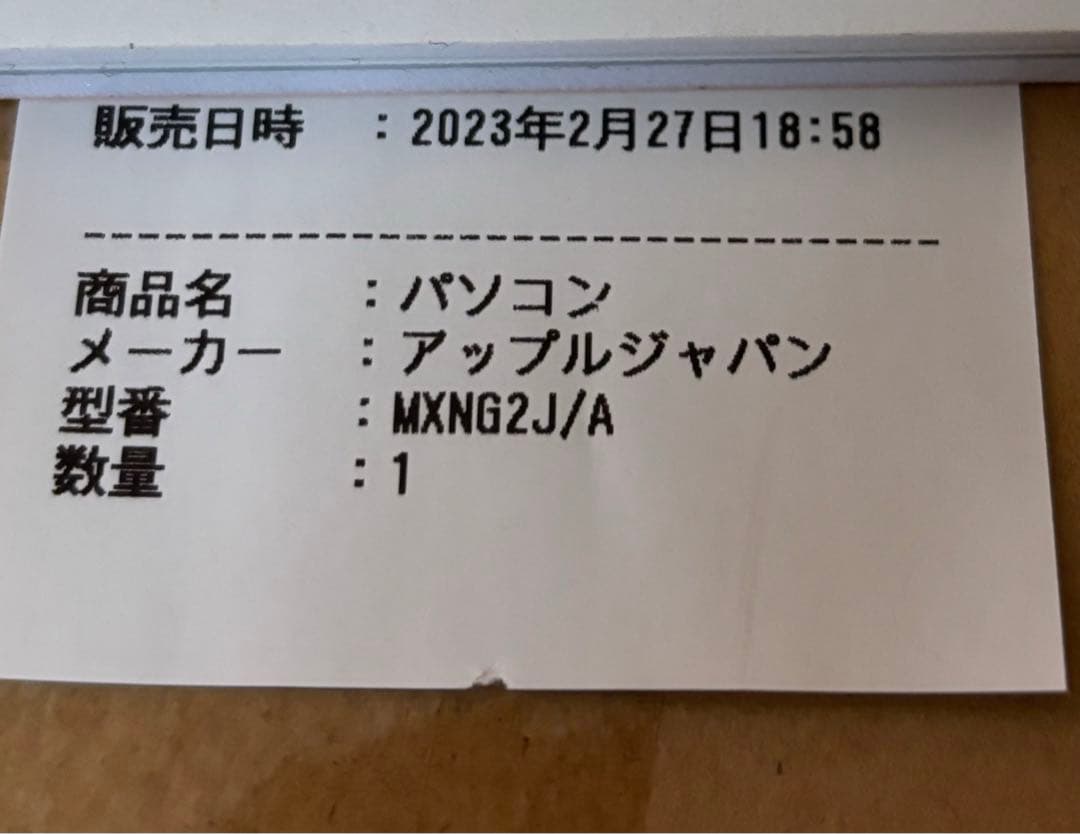 販売日時 : 2023年2月27日18:58
--------------------------------
商品名 : パソコン
メーカー : アップルジャパン
型番 : MXNG2J/A
数量 : 1